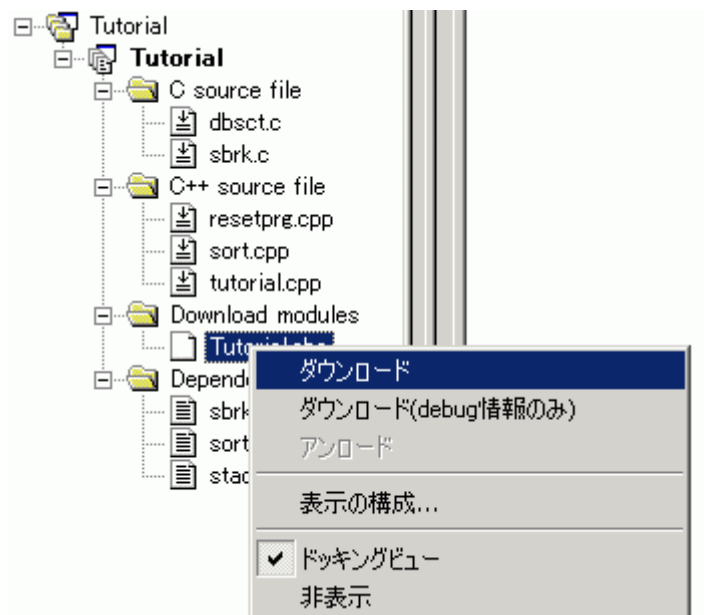 Tutorial
Tutorial
C source file
dbsct.c
sbrk.c
C++ source file
resetprg.cpp
sort.cpp
tutorial.cpp
Download modules
ダウンロード
ダウンロード(debug情報のみ)
sbrk
アンロード
sort
stac
表示の構成...
ドッキングビュー
非表示